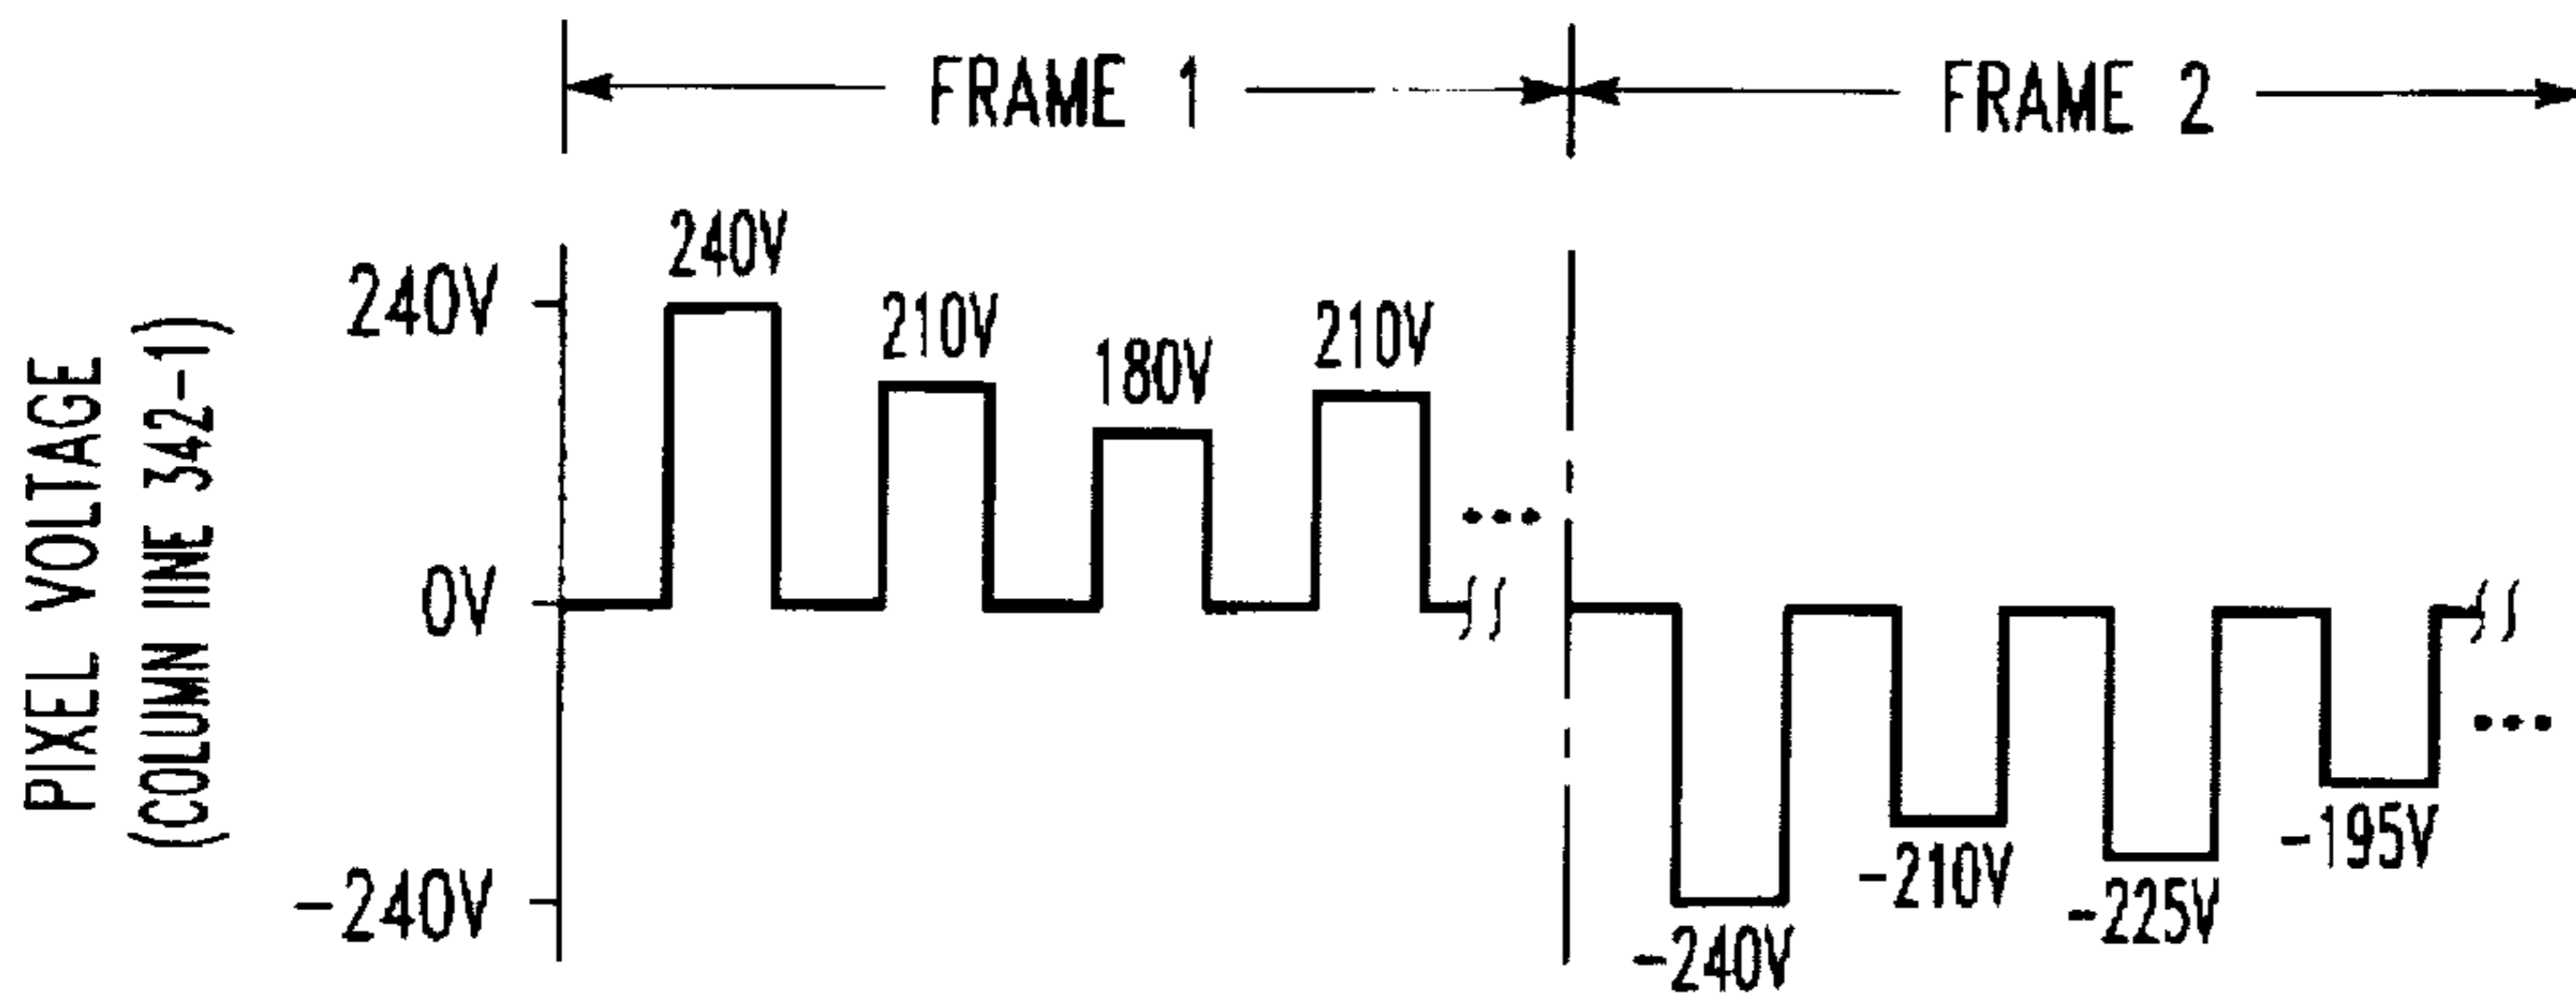 FRAME 1
FRAME 2
PIXEL VOLTAGE
(COLUMN IINE 342-1)
240V
0V
-240V
240V
210V
180V
210V
...
-240V
-210V
-225V
-195V
...